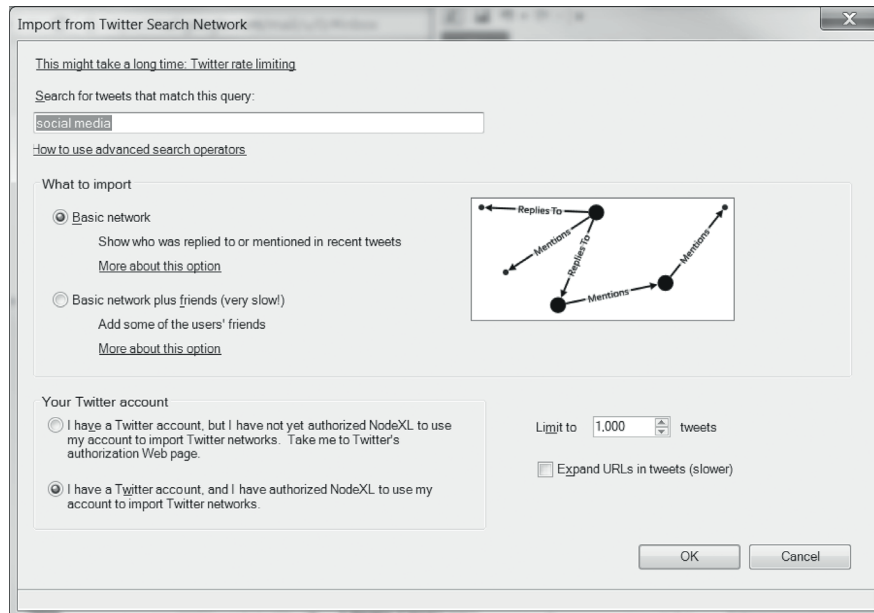 Import from Twitter Search Network
X
This might take a long time: Twitter rate limiting
Search for tweets that match this query:
social media
How to use advanced search operators
What to import
Basic network
Show who was replied to or mentioned in recent tweets
More about this option
Basic network plus friends (very slow!)
Add some of the users' friends
More about this option
Replies To
Mentions
Replies To
Mentions
Mentions
Your Twitter account
I have a Twitter account, but I have not yet authorized NodeXL to use
my account to import Twitter networks. Take me to Twitter's
authorization Web page.
I have a Twitter account, and I have authorized NodeXL to use my
account to import Twitter networks.
Limit to 1,000 tweets
Expand URLs in tweets (slower)
OK
Cancel